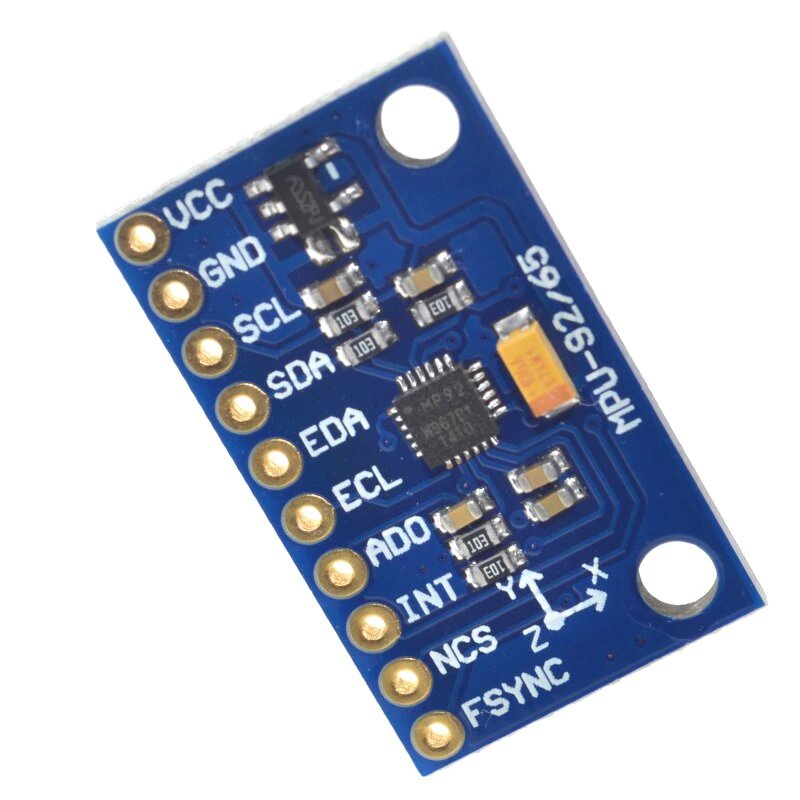 VCC
GND
SCL
SDA
EDA
ECL
ADO
INT
NCS
FSYNC
MPU-92/65
103
103
103
MP92
1410
103
103
Y
X
Z